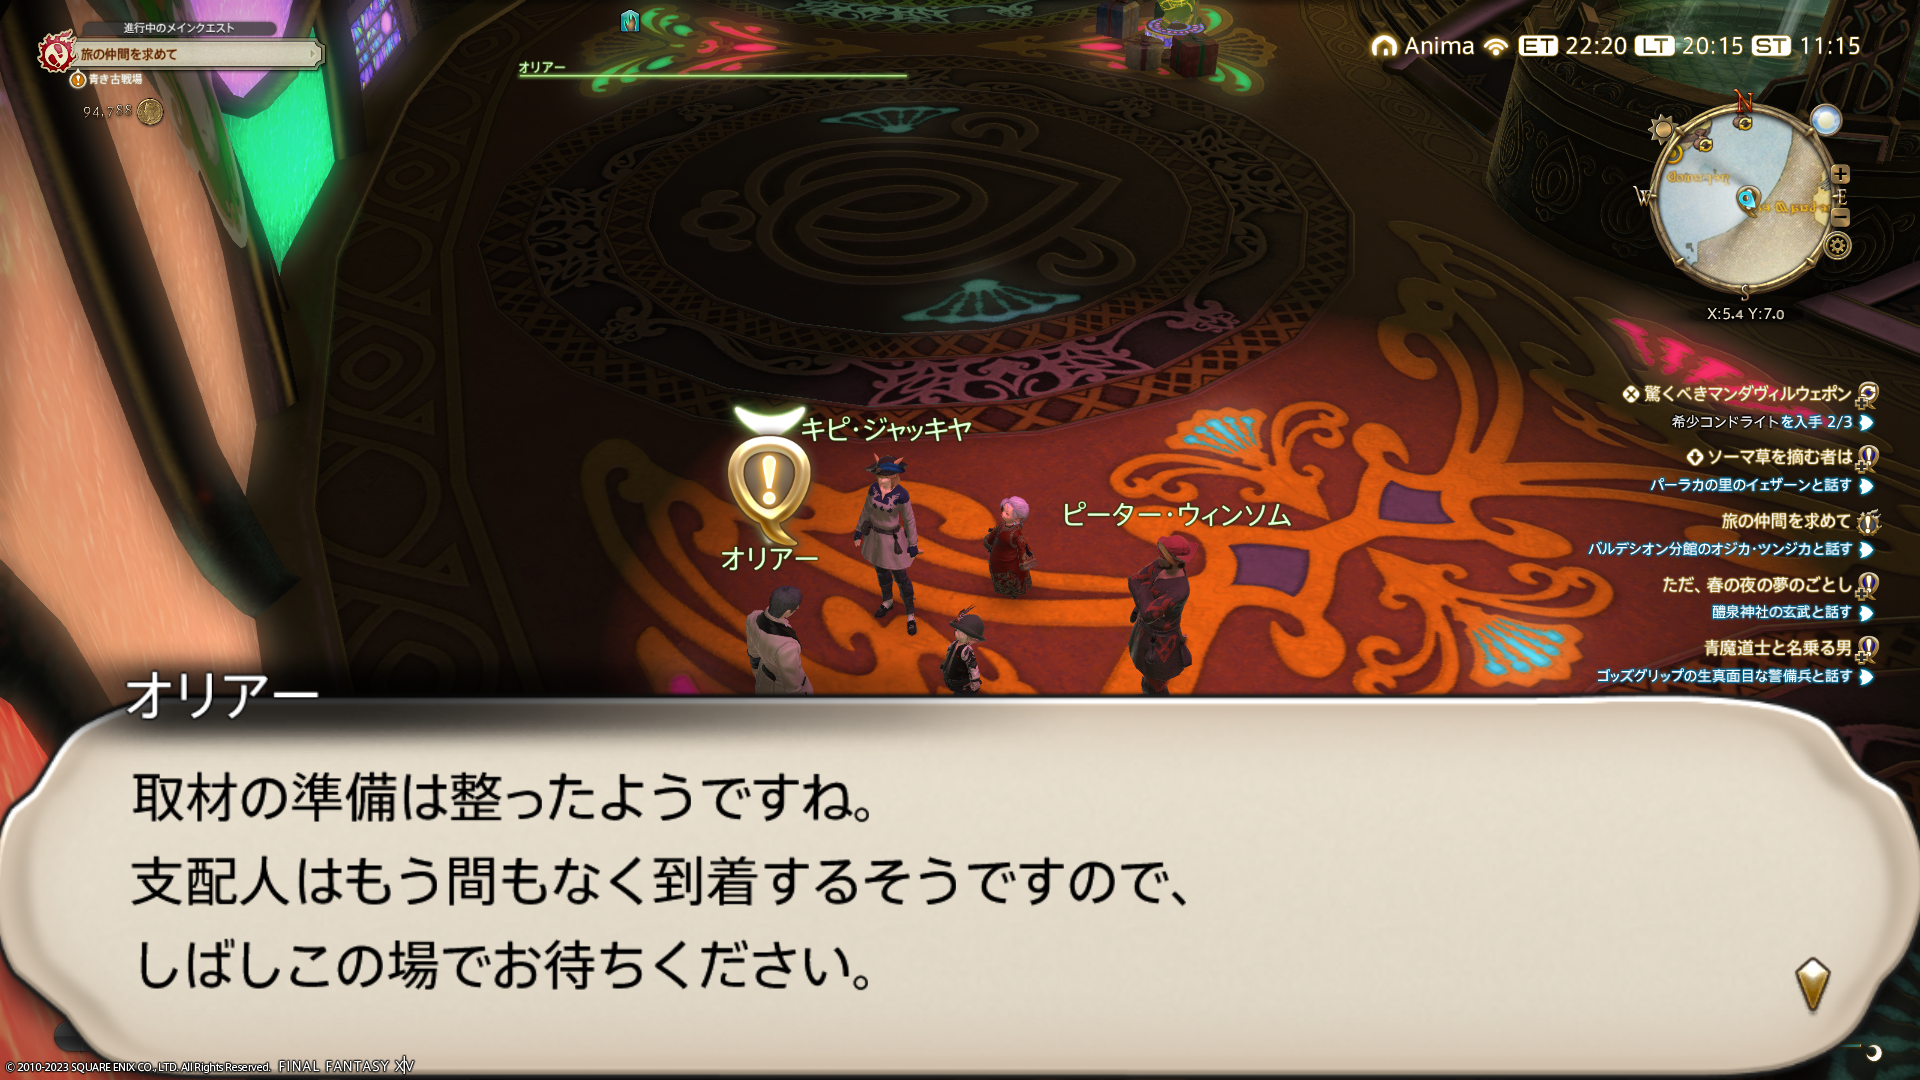 進行中のメインクエスト
旅の仲間を求めて
青き古戦場
94,788
オリアー
Anima ET 22:20 LT 20:15 ST 11:15
N
W
E
S
X:5.4 Y:7.0
驚くべきマンダヴィルウェポン
希少コンドライトを入手 2/3
ソーマ草を摘む者は
パーラカの里のイェザーンと話す
旅の仲間を求めて
バルデシオン分館のオジカ・ツンジカと話す
ただ、春の夜の夢のごとし
醴泉神社の玄武と話す
青魔道士と名乗る男
ゴッズグリップの生真面目な警備兵と話す
キピ・ジャッキヤ
ピーター・ウィンソム
オリアー
オリアー
取材の準備は整ったようですね。
支配人はもう間もなく到着するそうですので、
しばしこの場でお待ちください。
© 2010-2023 SQUARE ENIX CO., LTD. All Rights Reserved. FINAL FANTASY XIV